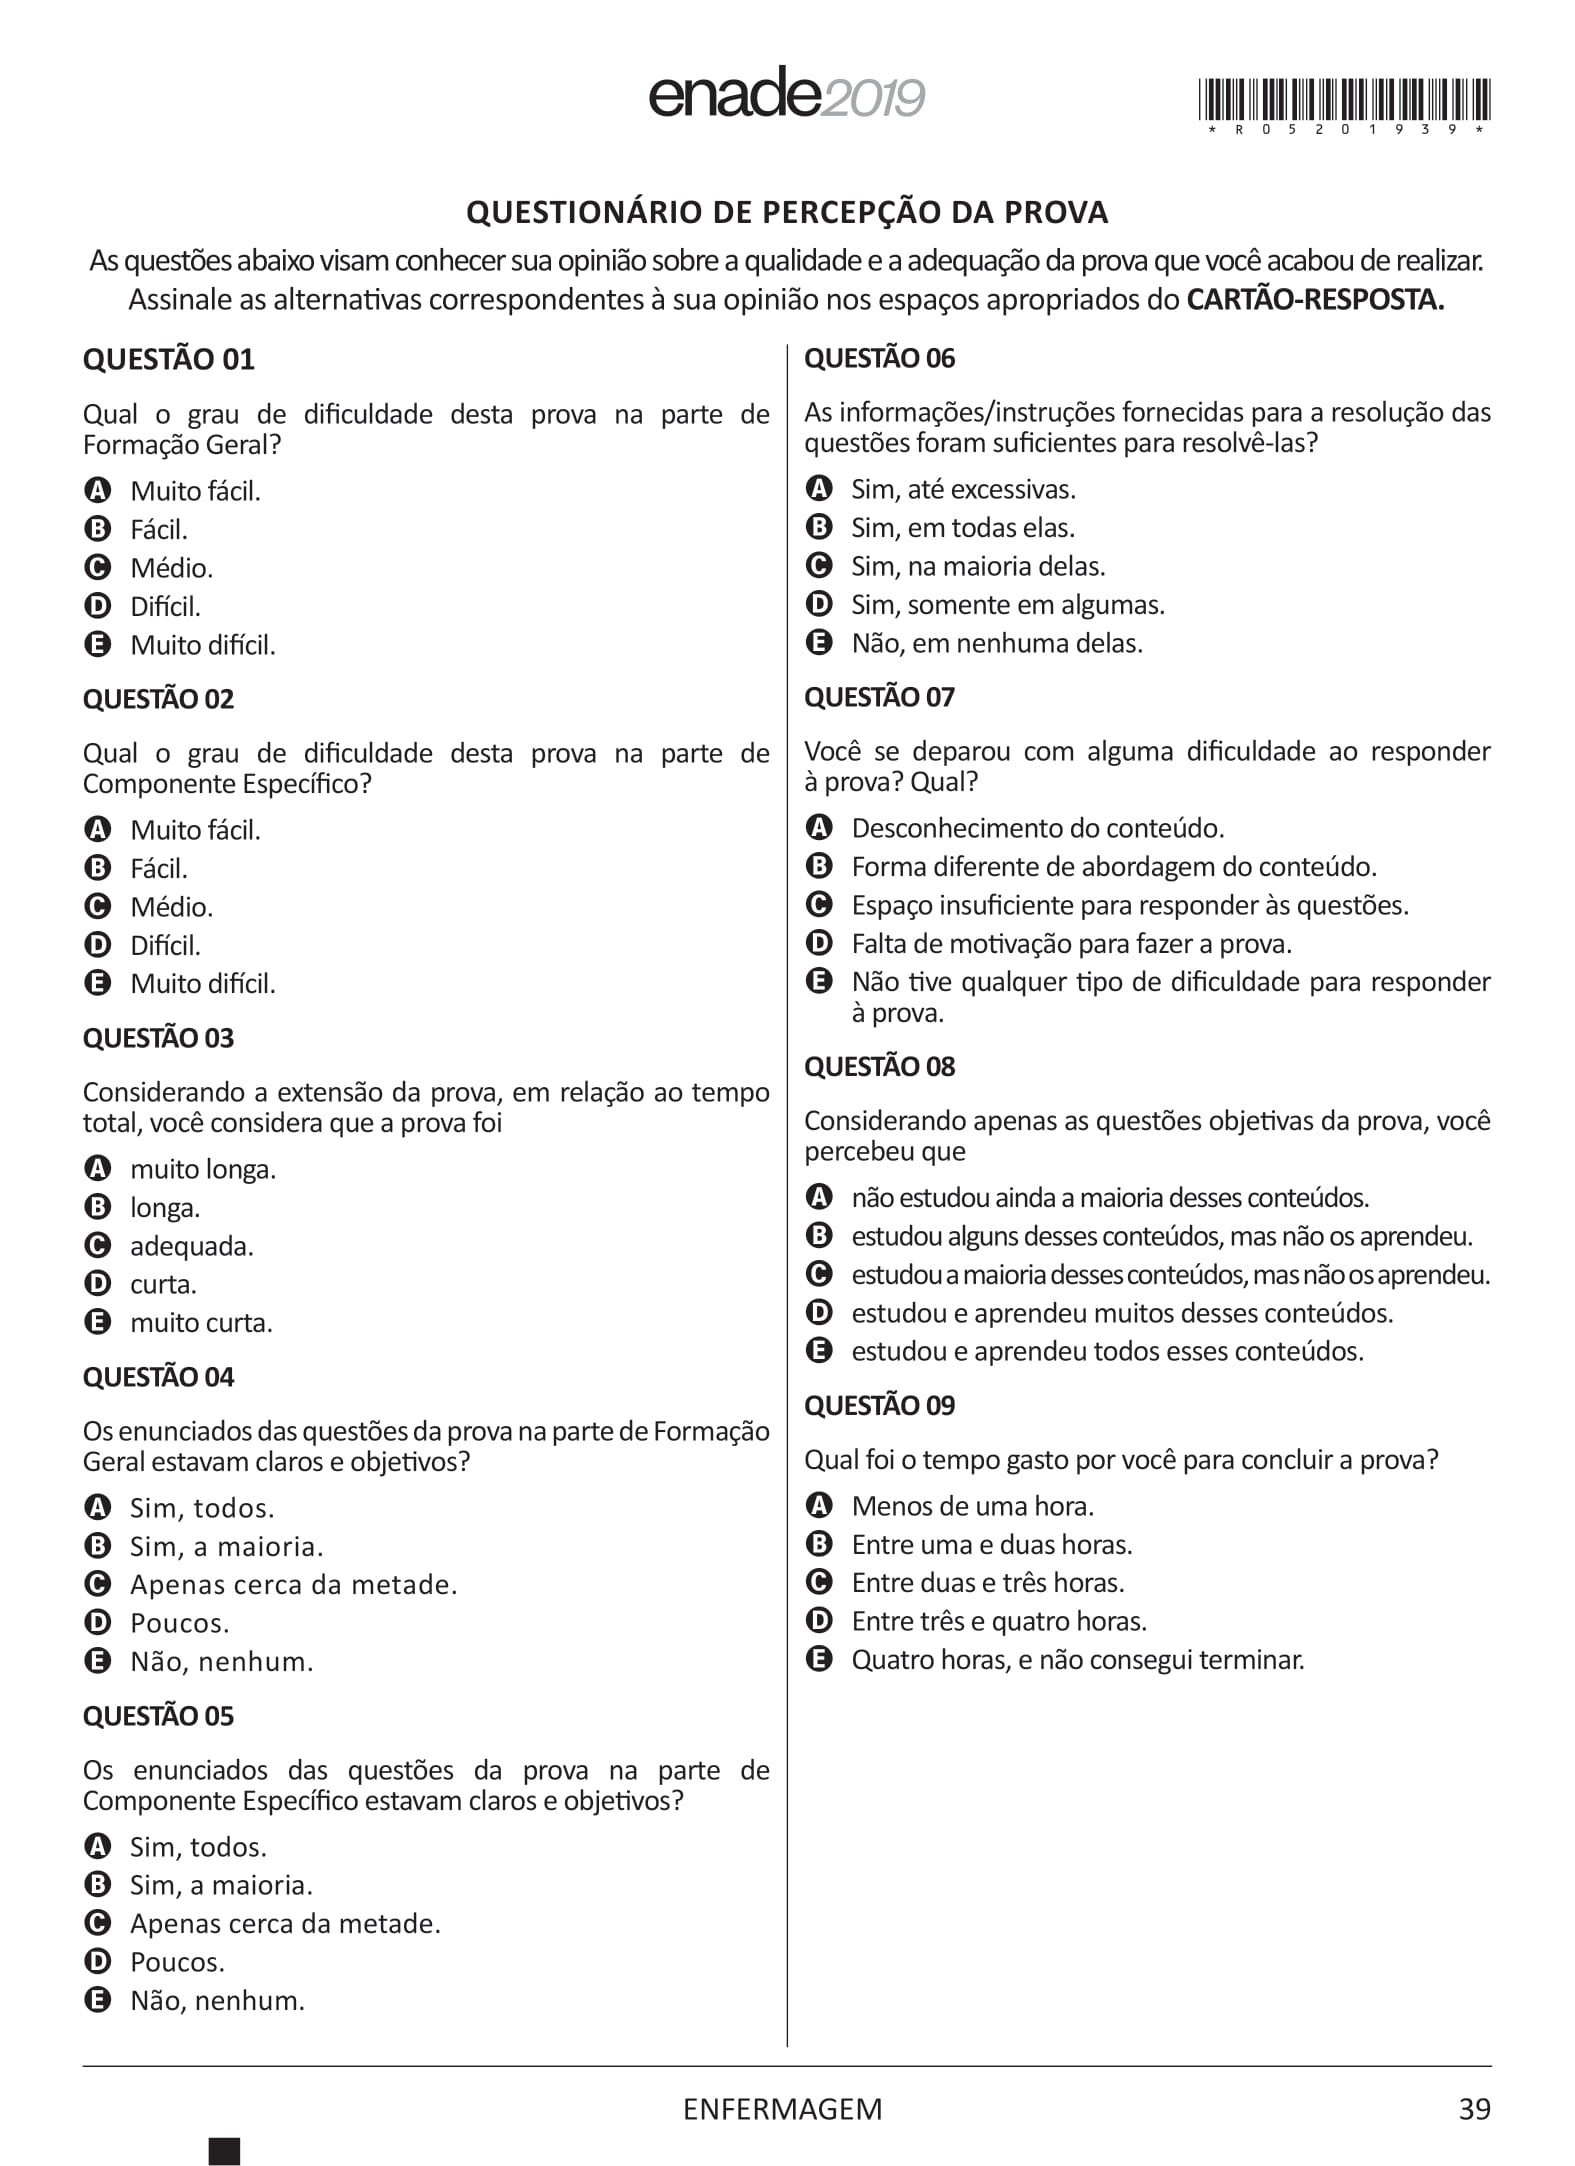 enade2019
*R05201939*
QUESTIONÁRIO DE PERCEPÇÃO DA PROVA
As questões abaixo visam conhecer sua opinião sobre a qualidade e a adequação da prova que você acabou de realizar.
Assinale as alternativas correspondentes à sua opinião nos espaços apropriados do CARTÃO-RESPOSTA.
QUESTÃO 01
Qual o grau de dificuldade desta prova na parte de
Formação Geral?
A Muito fácil.
B Fácil.
C Médio.
D Difícil.
E Muito difícil.
QUESTÃO 02
Qual o grau de dificuldade desta prova na parte de
Componente Específico?
A Muito fácil.
B Fácil.
C Médio.
D Difícil.
E Muito difícil.
QUESTÃO 03
Considerando a extensão da prova, em relação ao tempo
total, você considera que a prova foi
A muito longa.
B longa.
C adequada.
D curta.
E muito curta.
QUESTÃO 04
Os enunciados das questões da prova na parte de Formação
Geral estavam claros e objetivos?
A Sim, todos.
B Sim, a maioria.
C Apenas cerca da metade.
D Poucos.
E Não, nenhum.
QUESTÃO 05
Os enunciados das questões da prova na parte de
Componente Específico estavam claros e objetivos?
A Sim, todos.
B Sim, a maioria.
C Apenas cerca da metade.
D Poucos.
E Não, nenhum.
QUESTÃO 06
As informações/instruções fornecidas para a resolução das
questões foram suficientes para resolvê-las?
A Sim, até excessivas.
B Sim, em todas elas.
C Sim, na maioria delas.
D Sim, somente em algumas.
E Não, em nenhuma delas.
QUESTÃO 07
Você se deparou com alguma dificuldade ao responder
à prova? Qual?
A Desconhecimento do conteúdo.
B Forma diferente de abordagem do conteúdo.
C Espaço insuficiente para responder às questões.
D Falta de motivação para fazer a prova.
E Não tive qualquer tipo de dificuldade para responder
à prova.
QUESTÃO 08
Considerando apenas as questões objetivas da prova, você
percebeu que
A não estudou ainda a maioria desses conteúdos.
B estudou alguns desses conteúdos, mas não os aprendeu.
C estudou a maioria desses conteúdos, mas não os aprendeu.
D estudou e aprendeu muitos desses conteúdos.
E estudou e aprendeu todos esses conteúdos.
QUESTÃO 09
Qual foi o tempo gasto por você para concluir a prova?
A Menos de uma hora.
B Entre uma e duas horas.
C Entre duas e três horas.
D Entre três e quatro horas.
E Quatro horas, e não consegui terminar.
ENFERMAGEM
39